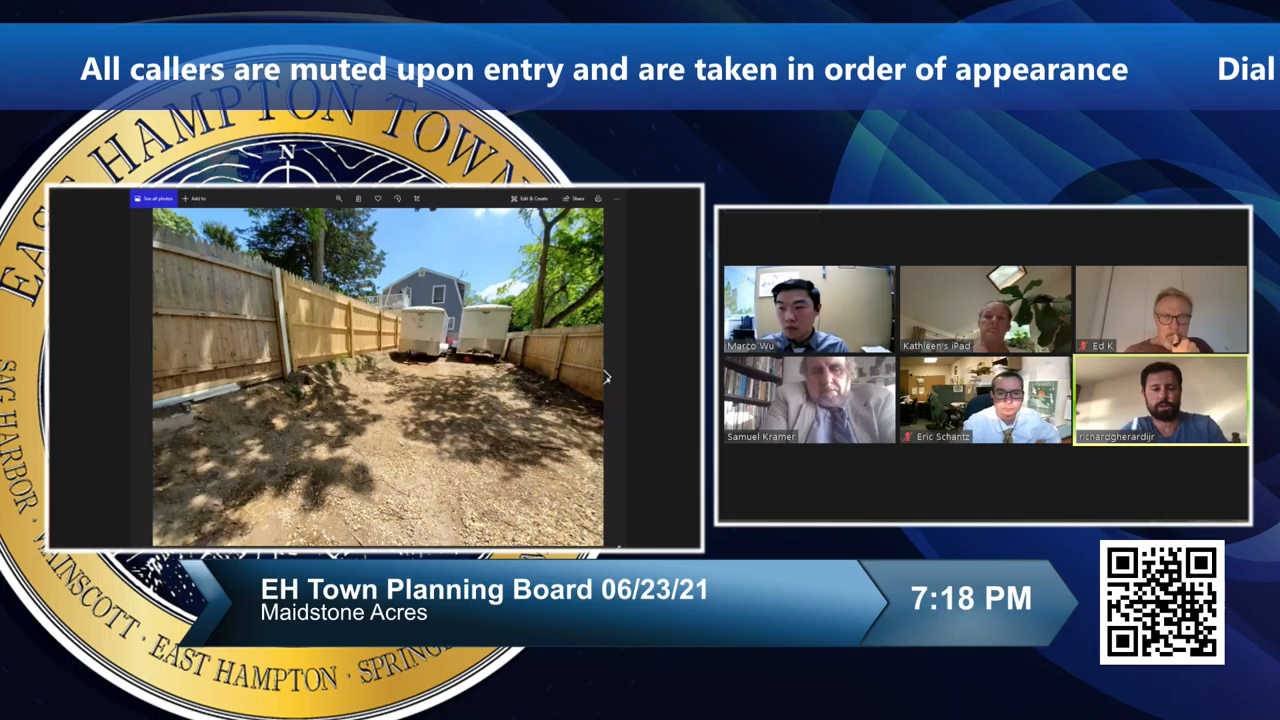 All callers are muted upon entry and are taken in order of appearance
Dial
EAST HAMPTON TOWN
N
See all photos
Add to
Edit & Create
Share
Marco Wu
Kathleen's iPad
Ed K
Samuel Kramer
Eric Schantz
richardgherardijr
SAG HARBOR · WAINSCOTT · EAST HAMPTON · SPRING
EH Town Planning Board 06/23/21
7:18 PM
Maidstone Acres